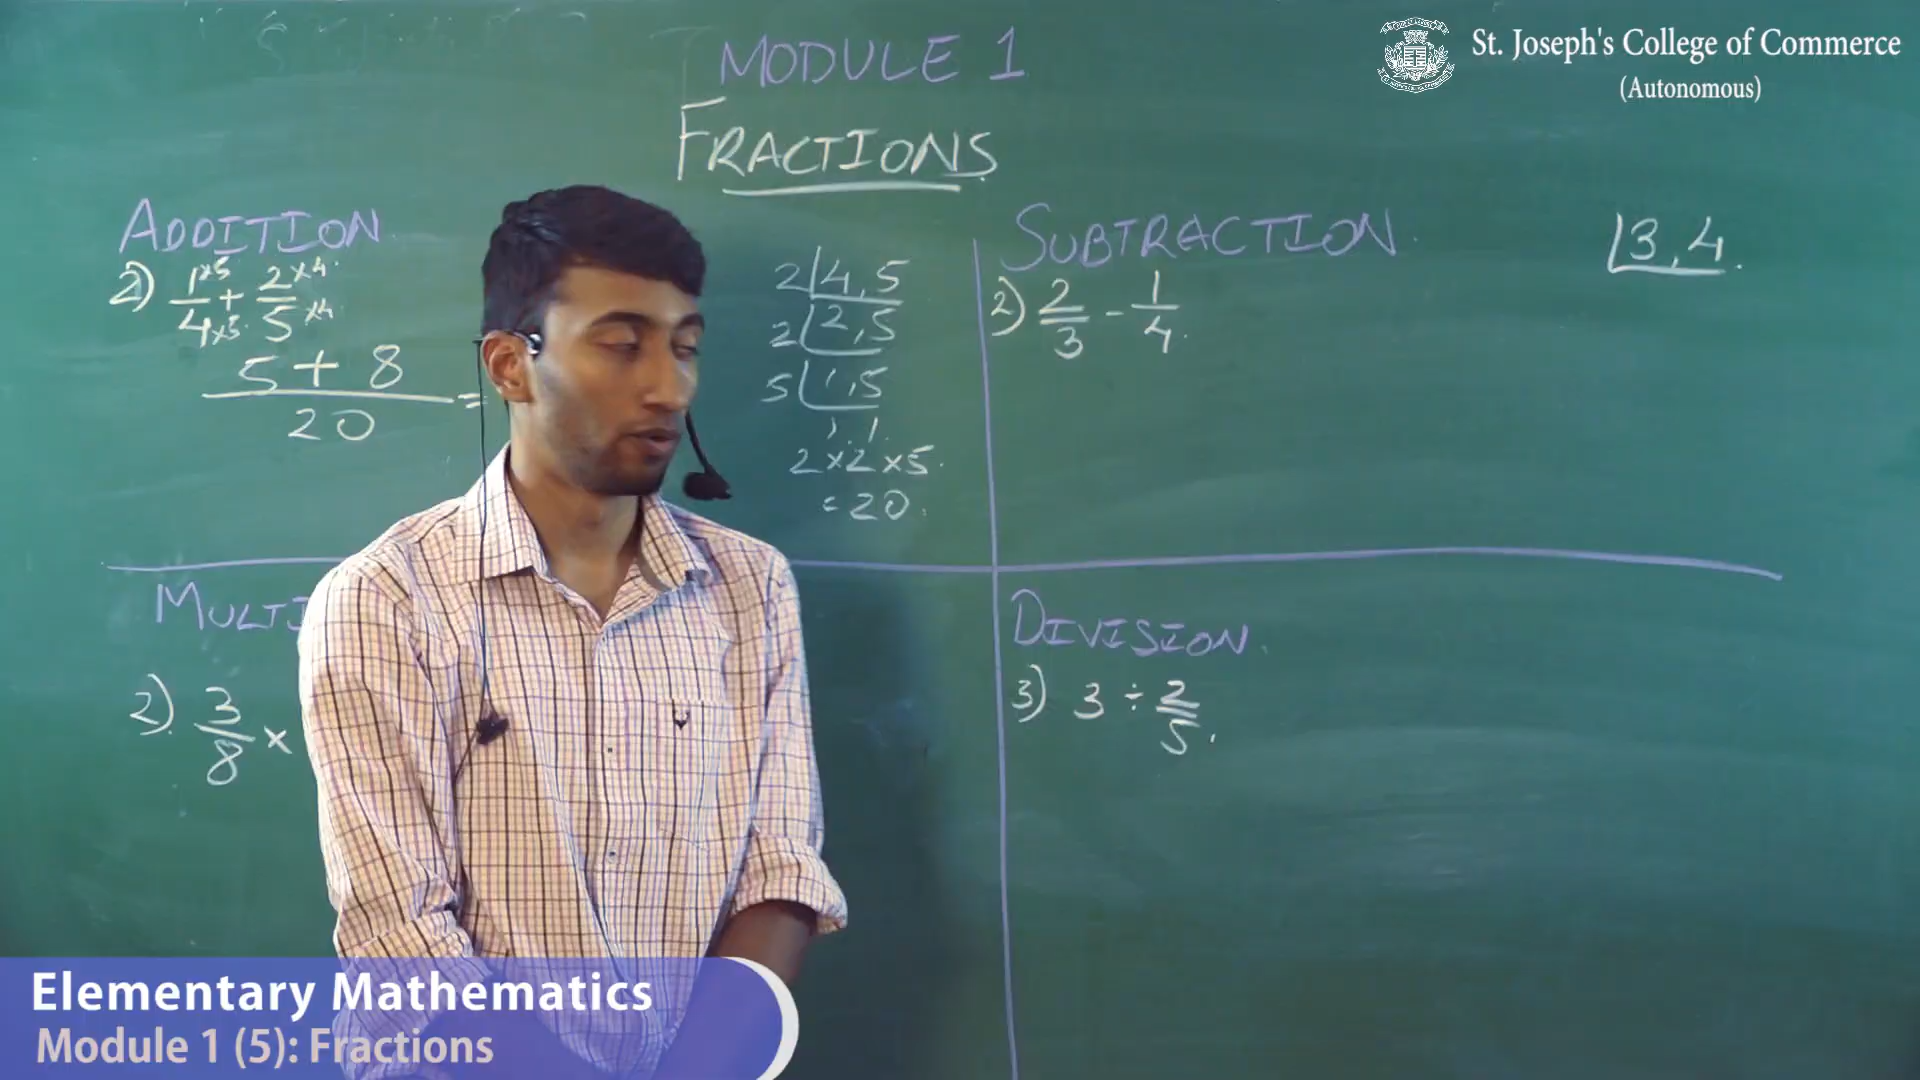 St. Joseph's College of Commerce
(Autonomous)
MODULE 1
FRACTIONS
ADDITION
2) 1×5/4×5 + 2×4/5×4
5 + 8 / 20 =
2 | 4, 5
2 | 2, 5
5 | 1, 5
1, 1
2×2×5.
= 20.
SUBTRACTION
2) 2/3 - 1/4.
3, 4.
2) 3/8 ×
DIVISION.
3) 3 ÷ 2/5.
Elementary Mathematics
Module 1 (5): Fractions